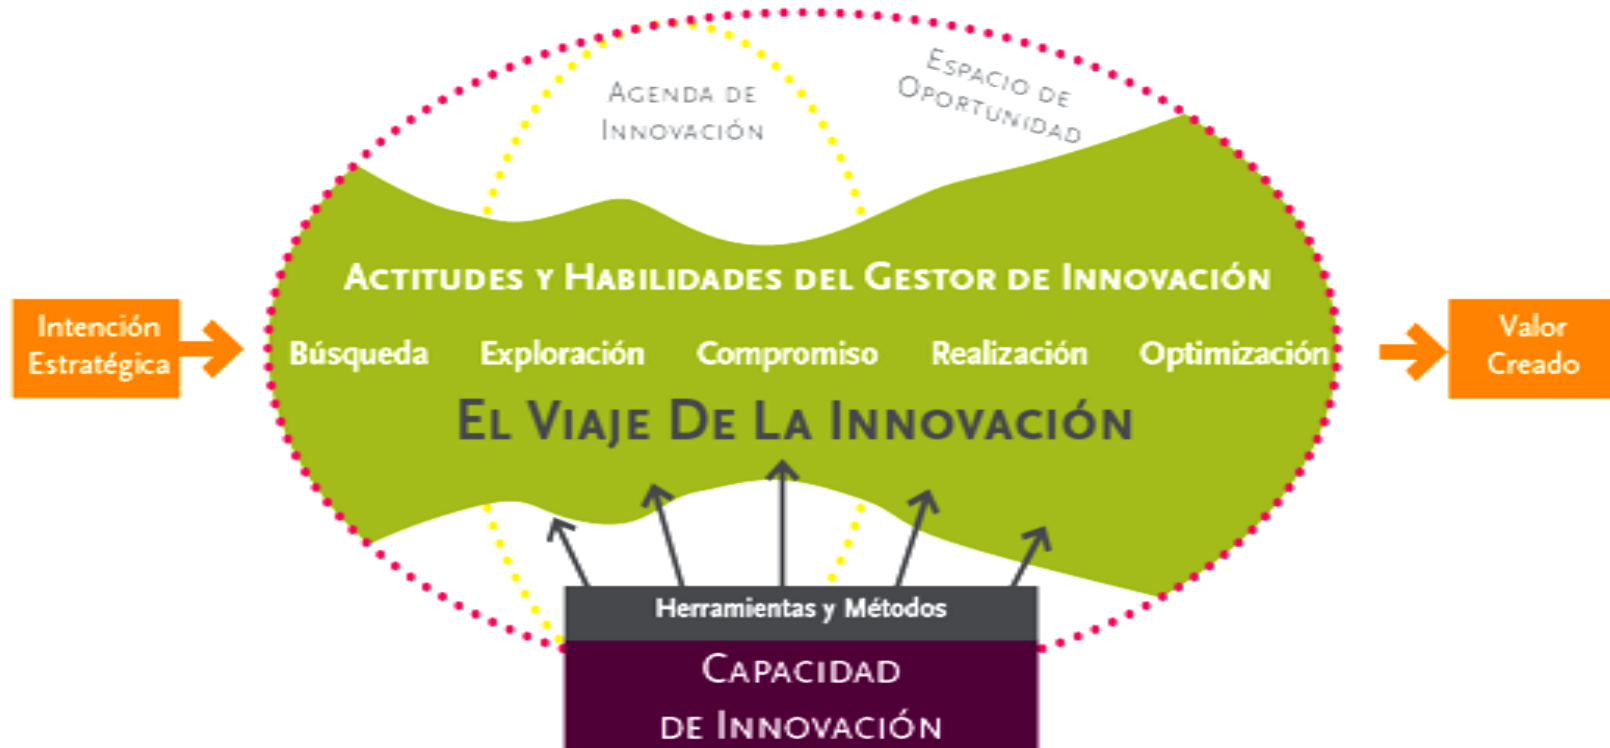 AGENDA DE
INNOVACIÓN
ESPACIO DE
OPORTUNIDAD
ACTITUDES Y HABILIDADES DEL GESTOR DE INNOVACIÓN
Intención
Estratégica
Búsqueda Exploración Compromiso Realización Optimización
Valor
Creado
EL VIAJE DE LA INNOVACIÓN
Herramientas y Métodos
CAPACIDAD
DE INNOVACIÓN